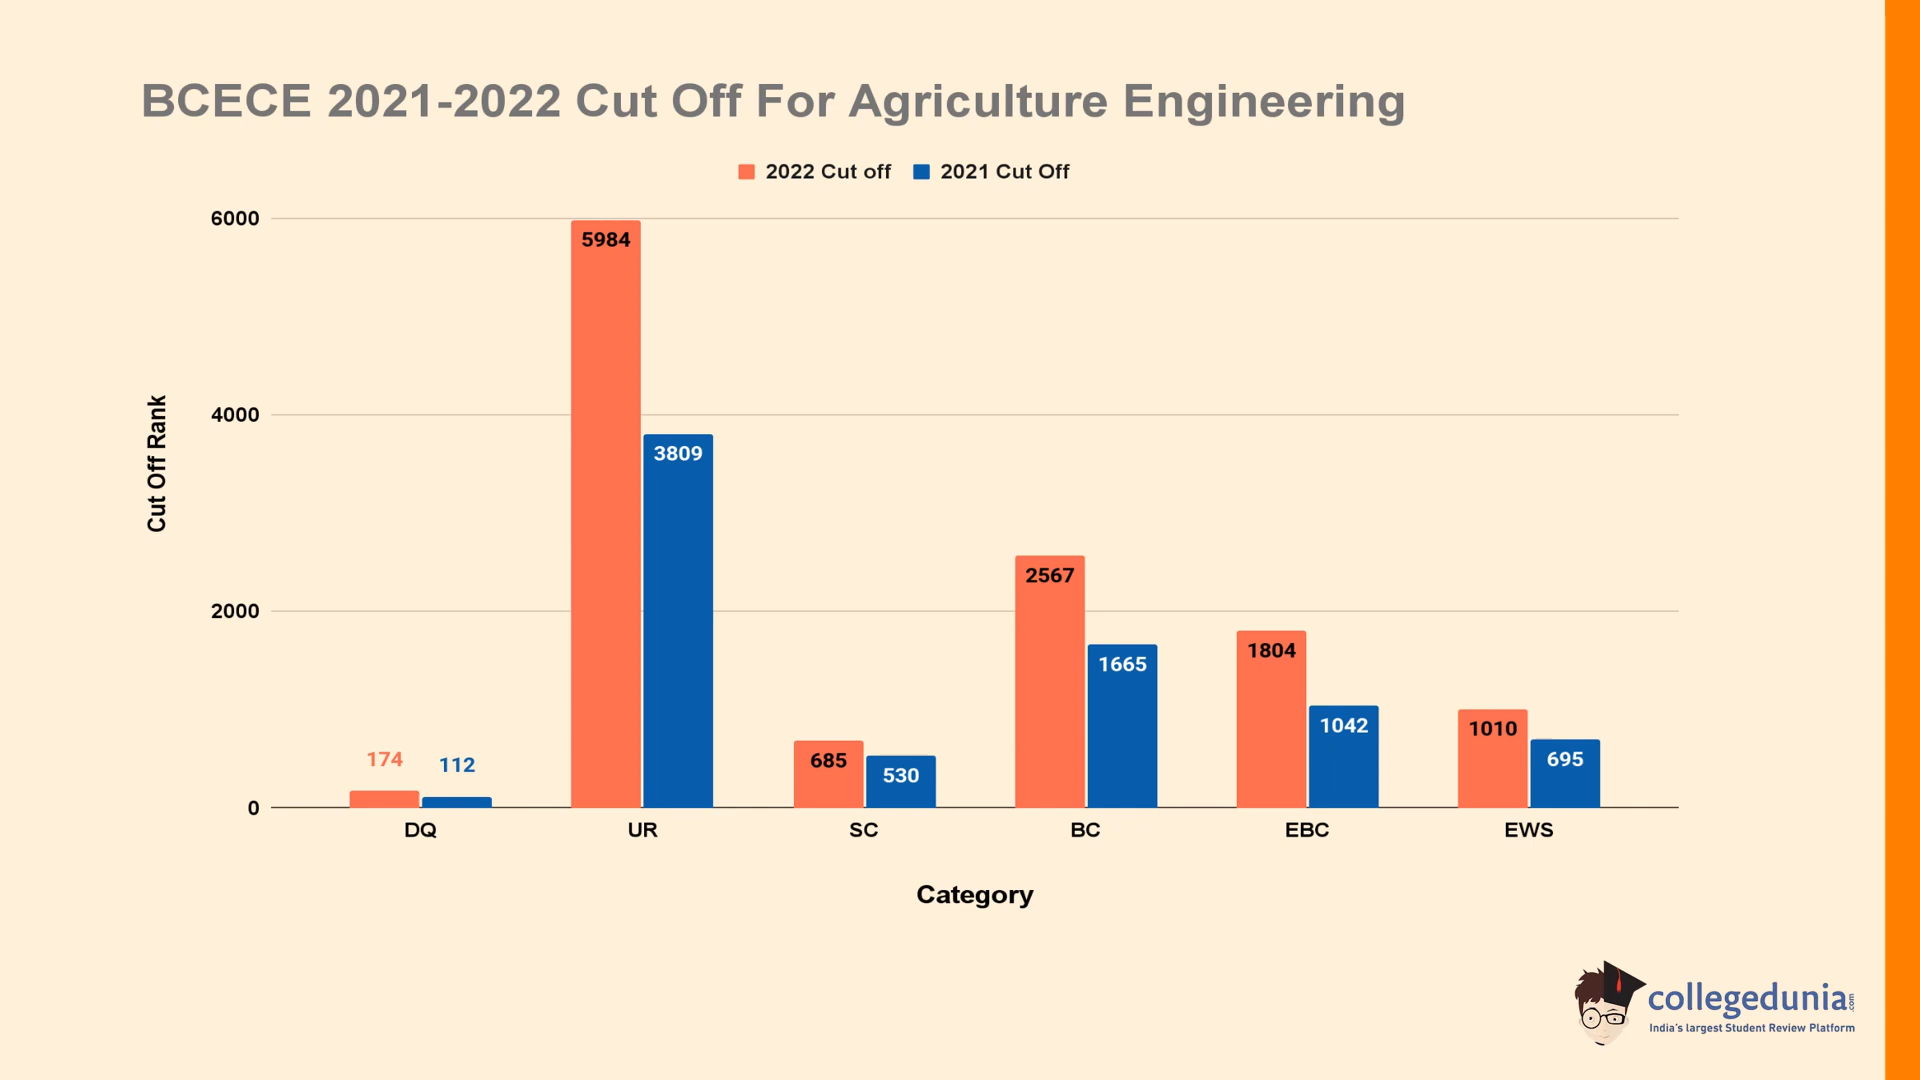 BCECE 2021-2022 Cut Off For Agriculture Engineering
2022 Cut off 2021 Cut Off
Cut Off Rank
6000
4000
2000
0
174 112
5984 3809
685 530
2567 1665
1804 1042
1010 695
DQ UR SC BC EBC EWS
Category
collegedunia.com
India's largest Student Review Platform